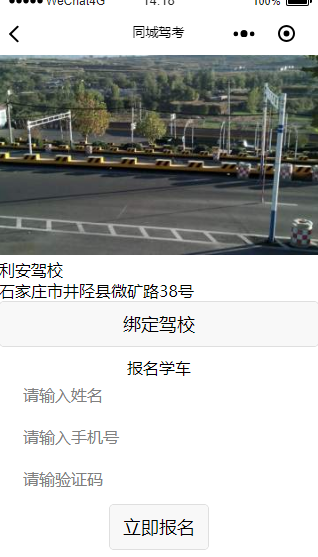 WeChat4G 14:18 100%
同城驾考
利安驾校
石家庄市井陉县微矿路38号
绑定驾校
报名学车
请输入姓名
请输入手机号
请输验证码
立即报名